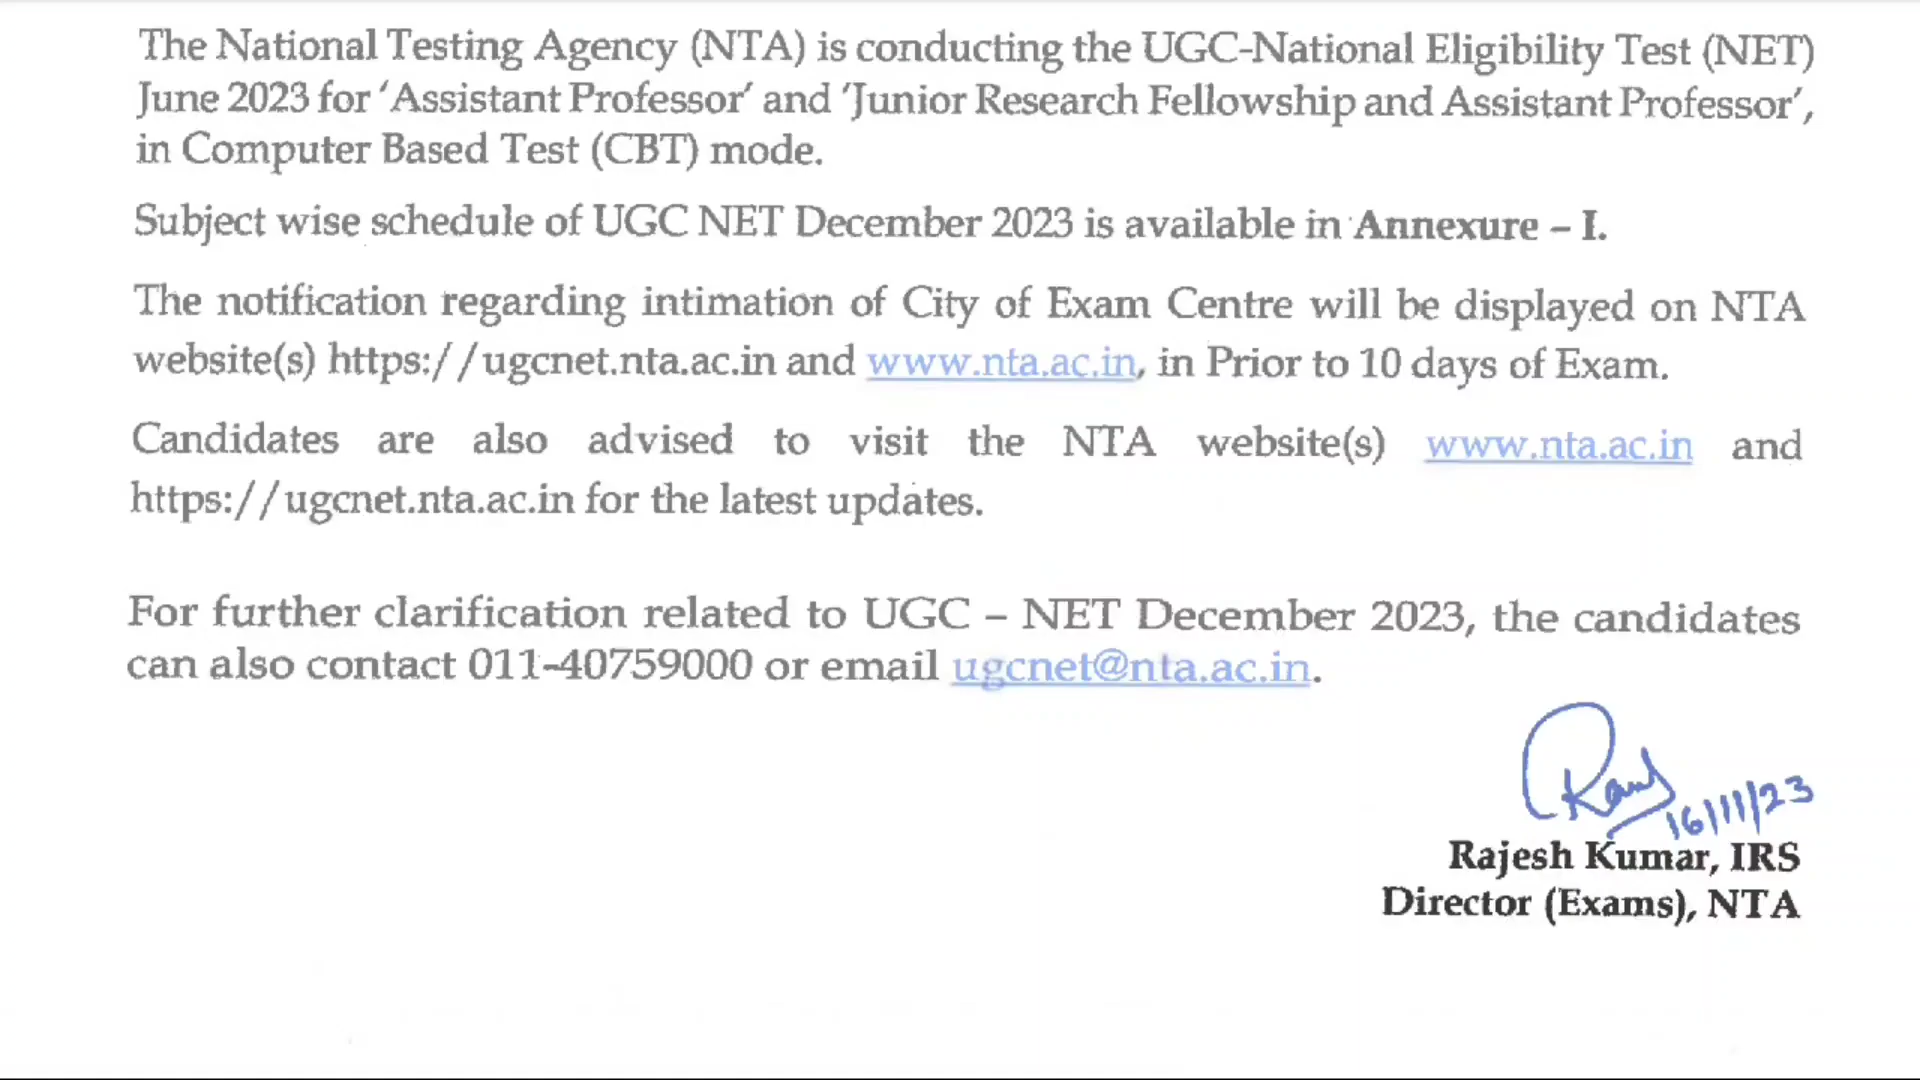 The National Testing Agency (NTA) is conducting the UGC-National Eligibility Test (NET)
June 2023 for 'Assistant Professor' and 'Junior Research Fellowship and Assistant Professor',
in Computer Based Test (CBT) mode.
Subject wise schedule of UGC NET December 2023 is available in Annexure – I.
The notification regarding intimation of City of Exam Centre will be displayed on NTA
website(s) https://ugcnet.nta.ac.in and www.nta.ac.in, in Prior to 10 days of Exam.
Candidates are also advised to visit the NTA website(s) www.nta.ac.in and
https://ugcnet.nta.ac.in for the latest updates.
For further clarification related to UGC – NET December 2023, the candidates
can also contact 011-40759000 or email ugcnet@nta.ac.in.
16/11/23
Rajesh Kumar, IRS
Director (Exams), NTA